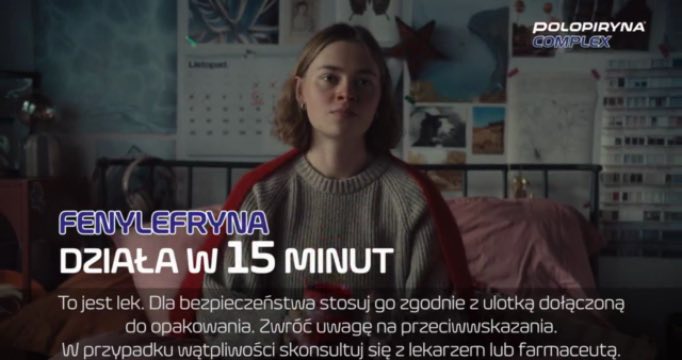 POLOPIRYNA
COMPLEX
Listopad
FENYLEFRYNA
DZIAŁA W 15 MINUT
To jest lek. Dla bezpieczeństwa stosuj go zgodnie z ulotką dołączoną
do opakowania. Zwróć uwagę na przeciwwskazania.
W przypadku wątpliwości skonsultuj się z lekarzem lub farmaceutą.